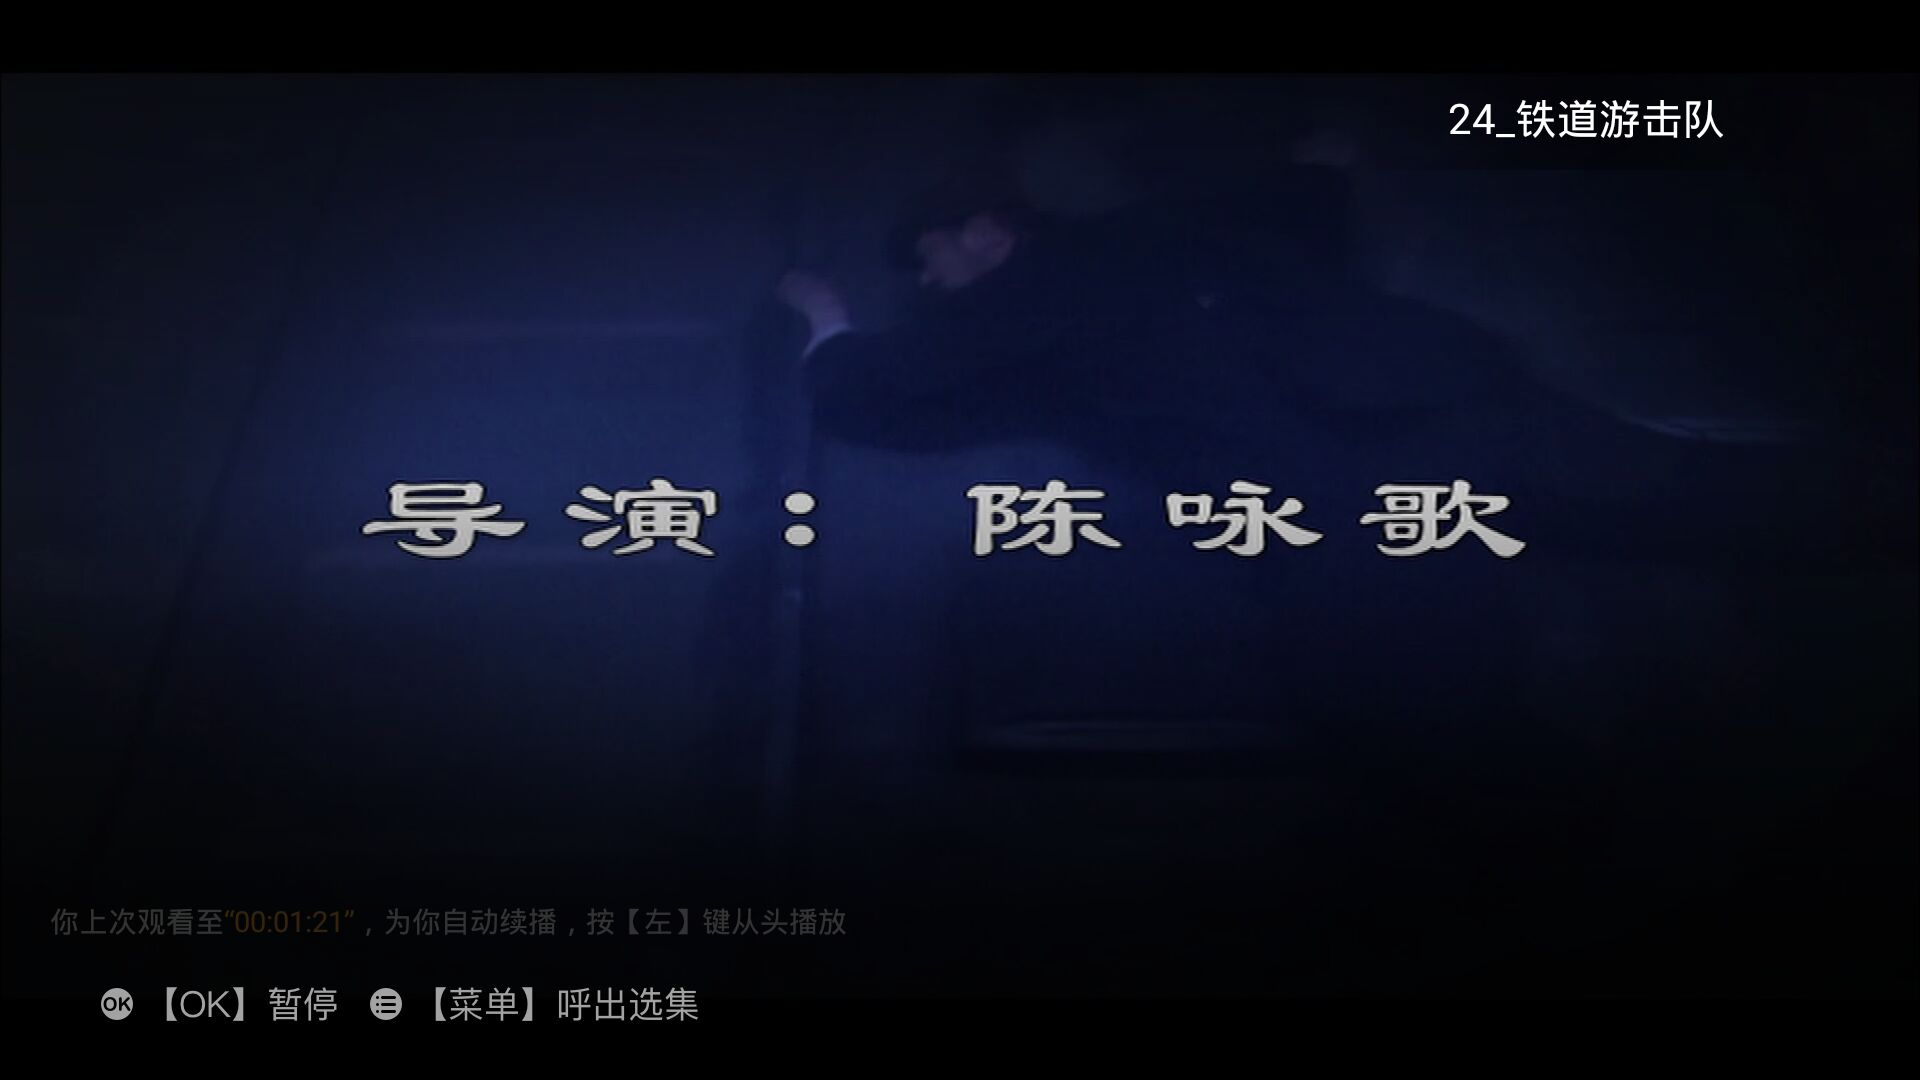 24_铁道游击队
导演：陈咏歌
你上次观看至“00:01:21”，为你自动续播，按【左】键从头播放
OK 【OK】暂停 【菜单】呼出选集